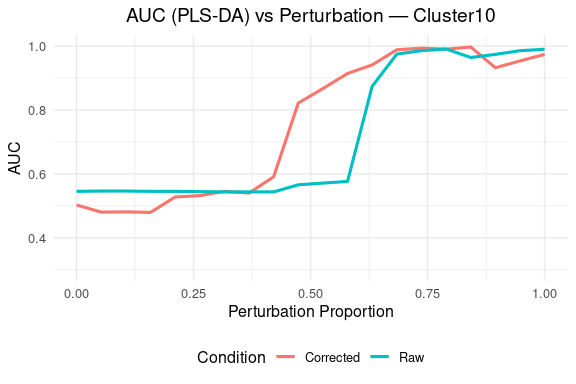 AUC (PLS-DA) vs Perturbation — Cluster10
AUC
1.0
0.8
0.6
0.4
0.00 0.25 0.50 0.75 1.00
Perturbation Proportion
Condition Corrected Raw